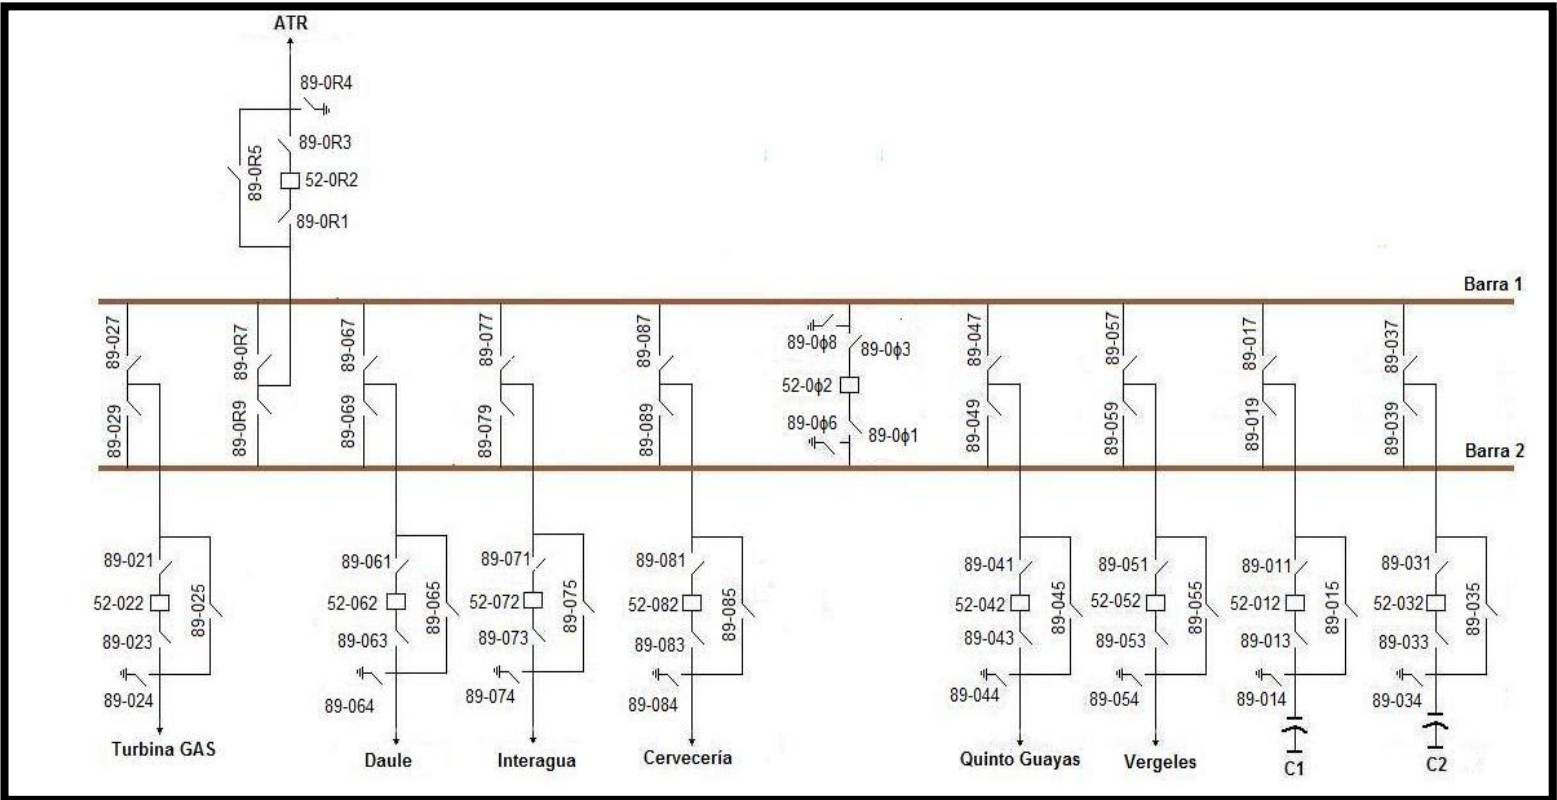 ATR
89-0R4
89-0R3
89-0R5
52-0R2
89-0R1
Barra 1
89-027
89-0R7
89-067
89-077
89-087
89-0ϕ8
89-0ϕ3
89-047
89-057
89-017
89-037
52-0ϕ2
89-029
89-0R9
89-069
89-079
89-089
89-0ϕ6
89-0ϕ1
89-049
89-059
89-019
89-039
Barra 2
89-021
89-061
89-071
89-081
89-041
89-051
89-011
89-031
52-022
89-025
52-062
89-065
52-072
89-075
52-082
89-085
52-042
89-045
52-052
89-055
52-012
89-015
52-032
89-035
89-023
89-063
89-073
89-083
89-043
89-053
89-013
89-033
89-024
89-064
89-074
89-084
89-044
89-054
89-014
89-034
Turbina GAS
Daule
Interagua
Cervecería
Quinto Guayas
Vergeles
C1
C2